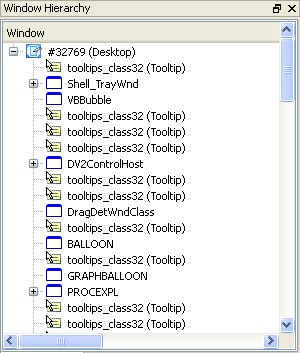 Window Hierarchy
Window
#32769 (Desktop)
tooltips_class32 (Tooltip)
Shell_TrayWnd
VBBubble
tooltips_class32 (Tooltip)
tooltips_class32 (Tooltip)
tooltips_class32 (Tooltip)
DV2ControlHost
tooltips_class32 (Tooltip)
tooltips_class32 (Tooltip)
DragDetWndClass
tooltips_class32 (Tooltip)
BALLOON
tooltips_class32 (Tooltip)
GRAPHBALLOON
PROCEXPL
tooltips_class32 (Tooltip)
tooltips_class32 (Tooltip)